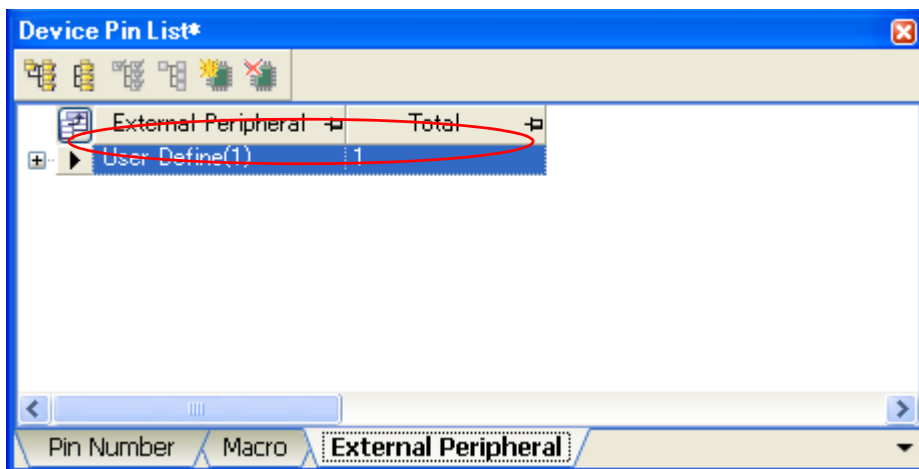 Device Pin List*
External Peripheral Total
User Define(1) 1
Pin Number Macro External Peripheral